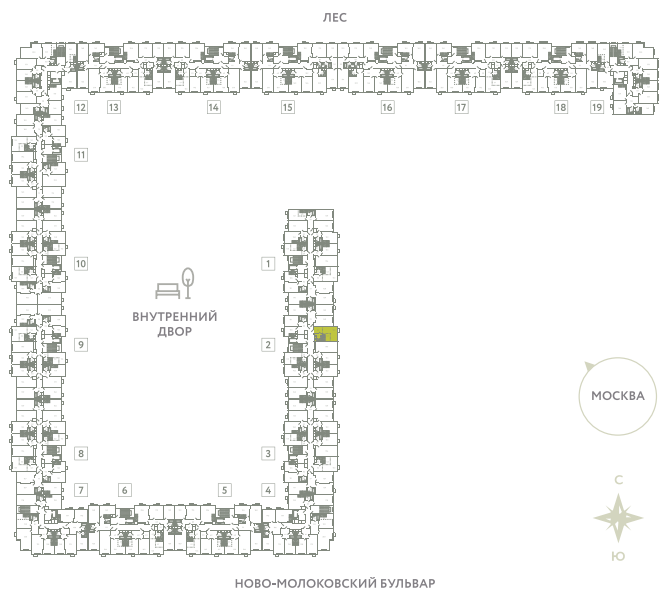 ЛЕС
12 13 14 15 16 17 18 19
11
10 1
ВНУТРЕННИЙ
ДВОР
9 2
МОСКВА
8 3
7 6 5 4
С
Ю
НОВО-МОЛОКОВСКИЙ БУЛЬВАР